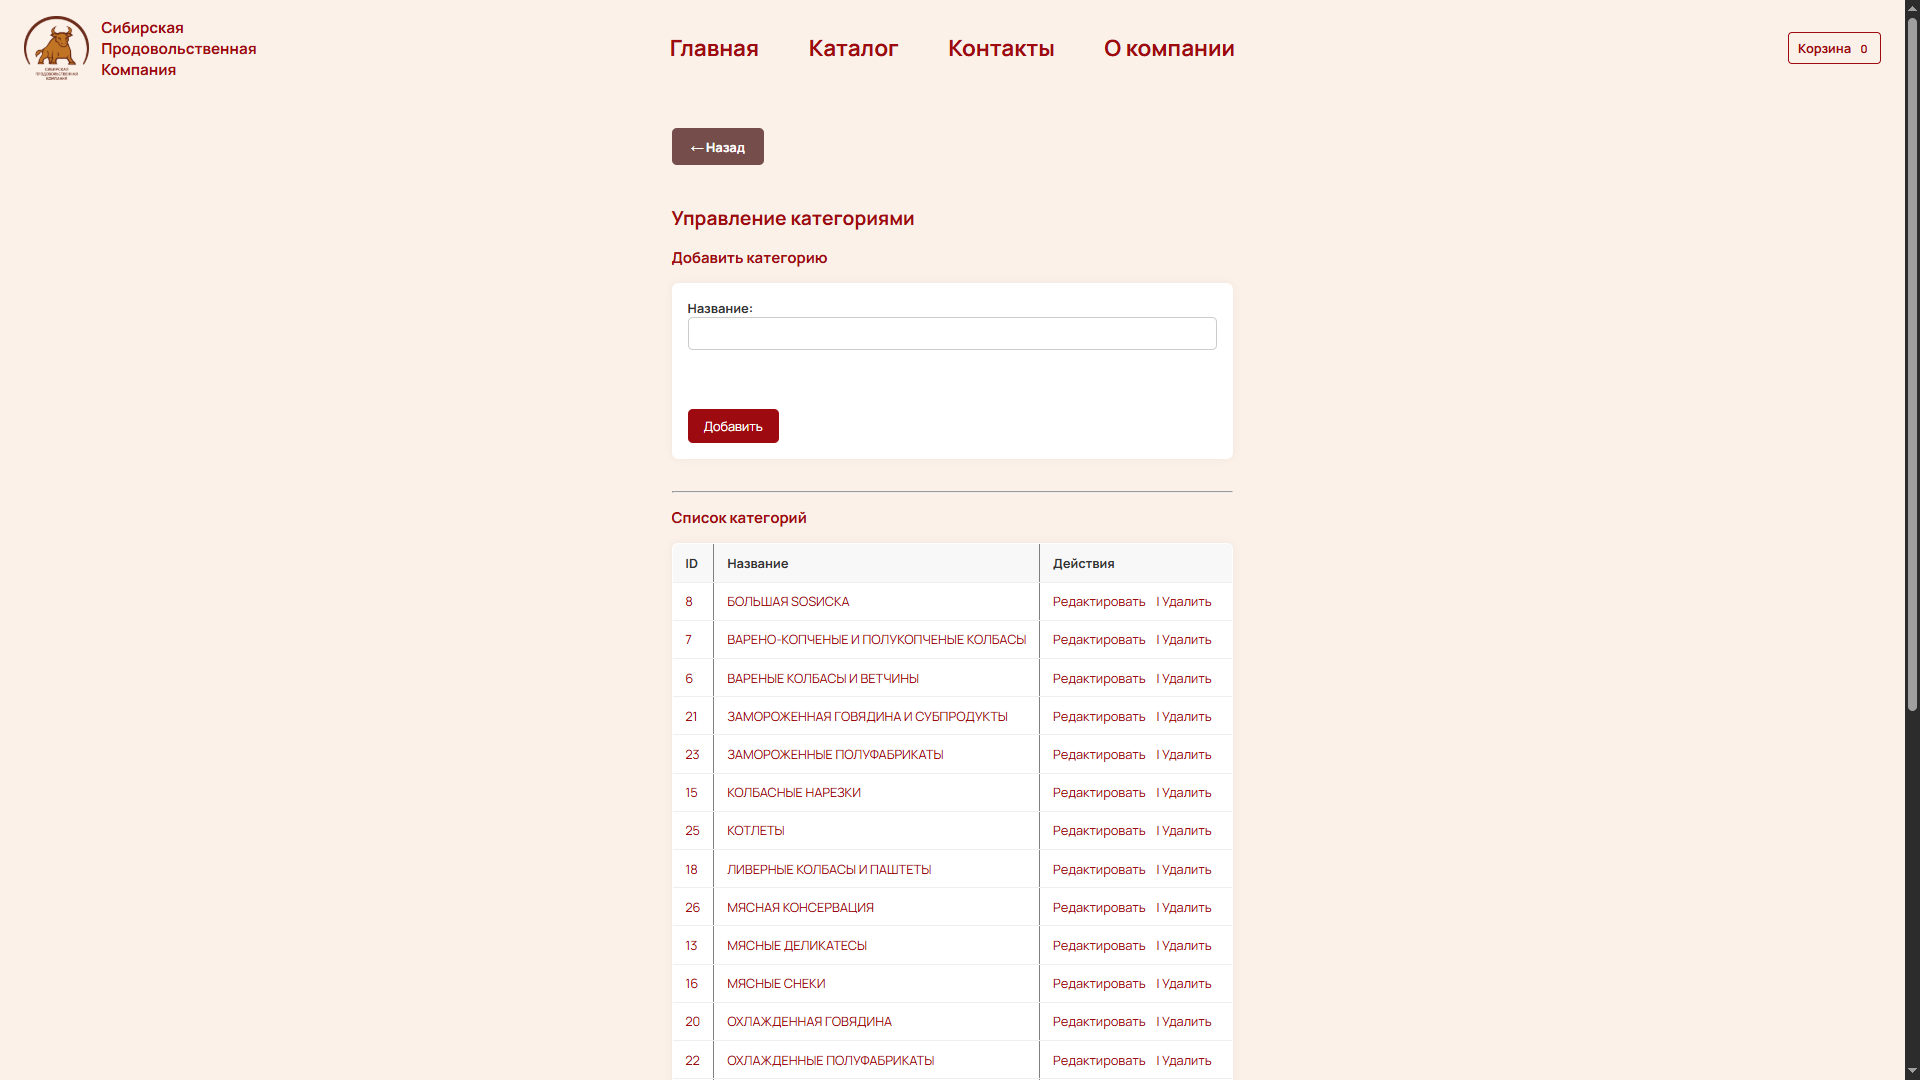 СИБИРСКАЯ
ПРОДОВОЛЬСТВЕННАЯ
КОМПАНИЯ
Сибирская
Продовольственная
Компания
Главная
Каталог
Контакты
О компании
Корзина 0
←Назад
Управление категориями
Добавить категорию
Название:
Добавить
Список категорий
ID Название Действия
8 БОЛЬШАЯ SOSИСКА Редактировать | Удалить
7 ВАРЕНО-КОПЧЕНЫЕ И ПОЛУКОПЧЕНЫЕ КОЛБАСЫ Редактировать | Удалить
6 ВАРЕНЫЕ КОЛБАСЫ И ВЕТЧИНЫ Редактировать | Удалить
21 ЗАМОРОЖЕННАЯ ГОВЯДИНА И СУБПРОДУКТЫ Редактировать | Удалить
23 ЗАМОРОЖЕННЫЕ ПОЛУФАБРИКАТЫ Редактировать | Удалить
15 КОЛБАСНЫЕ НАРЕЗКИ Редактировать | Удалить
25 КОТЛЕТЫ Редактировать | Удалить
18 ЛИВЕРНЫЕ КОЛБАСЫ И ПАШТЕТЫ Редактировать | Удалить
26 МЯСНАЯ КОНСЕРВАЦИЯ Редактировать | Удалить
13 МЯСНЫЕ ДЕЛИКАТЕСЫ Редактировать | Удалить
16 МЯСНЫЕ СНЕКИ Редактировать | Удалить
20 ОХЛАЖДЕННАЯ ГОВЯДИНА Редактировать | Удалить
22 ОХЛАЖДЕННЫЕ ПОЛУФАБРИКАТЫ Редактировать | Удалить